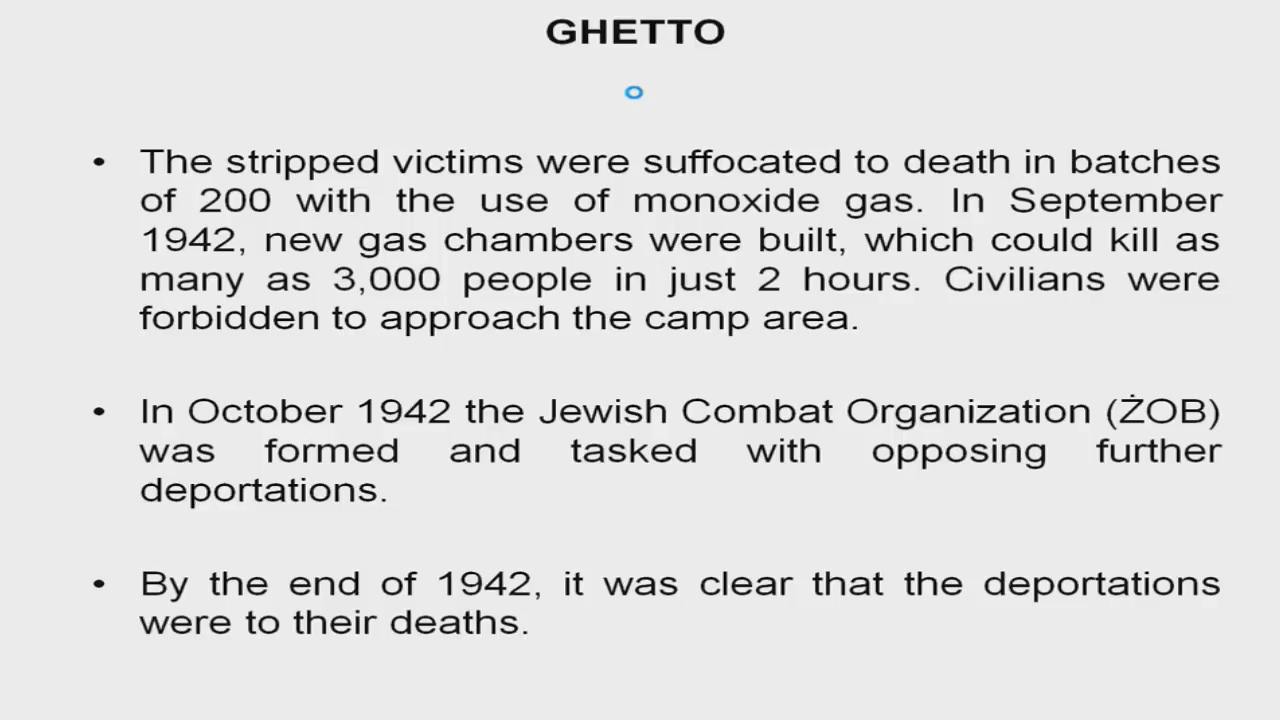 GHETTO
• The stripped victims were suffocated to death in batches
of 200 with the use of monoxide gas. In September
1942, new gas chambers were built, which could kill as
many as 3,000 people in just 2 hours. Civilians were
forbidden to approach the camp area.
• In October 1942 the Jewish Combat Organization (ŻOB)
was formed and tasked with opposing further
deportations.
• By the end of 1942, it was clear that the deportations
were to their deaths.